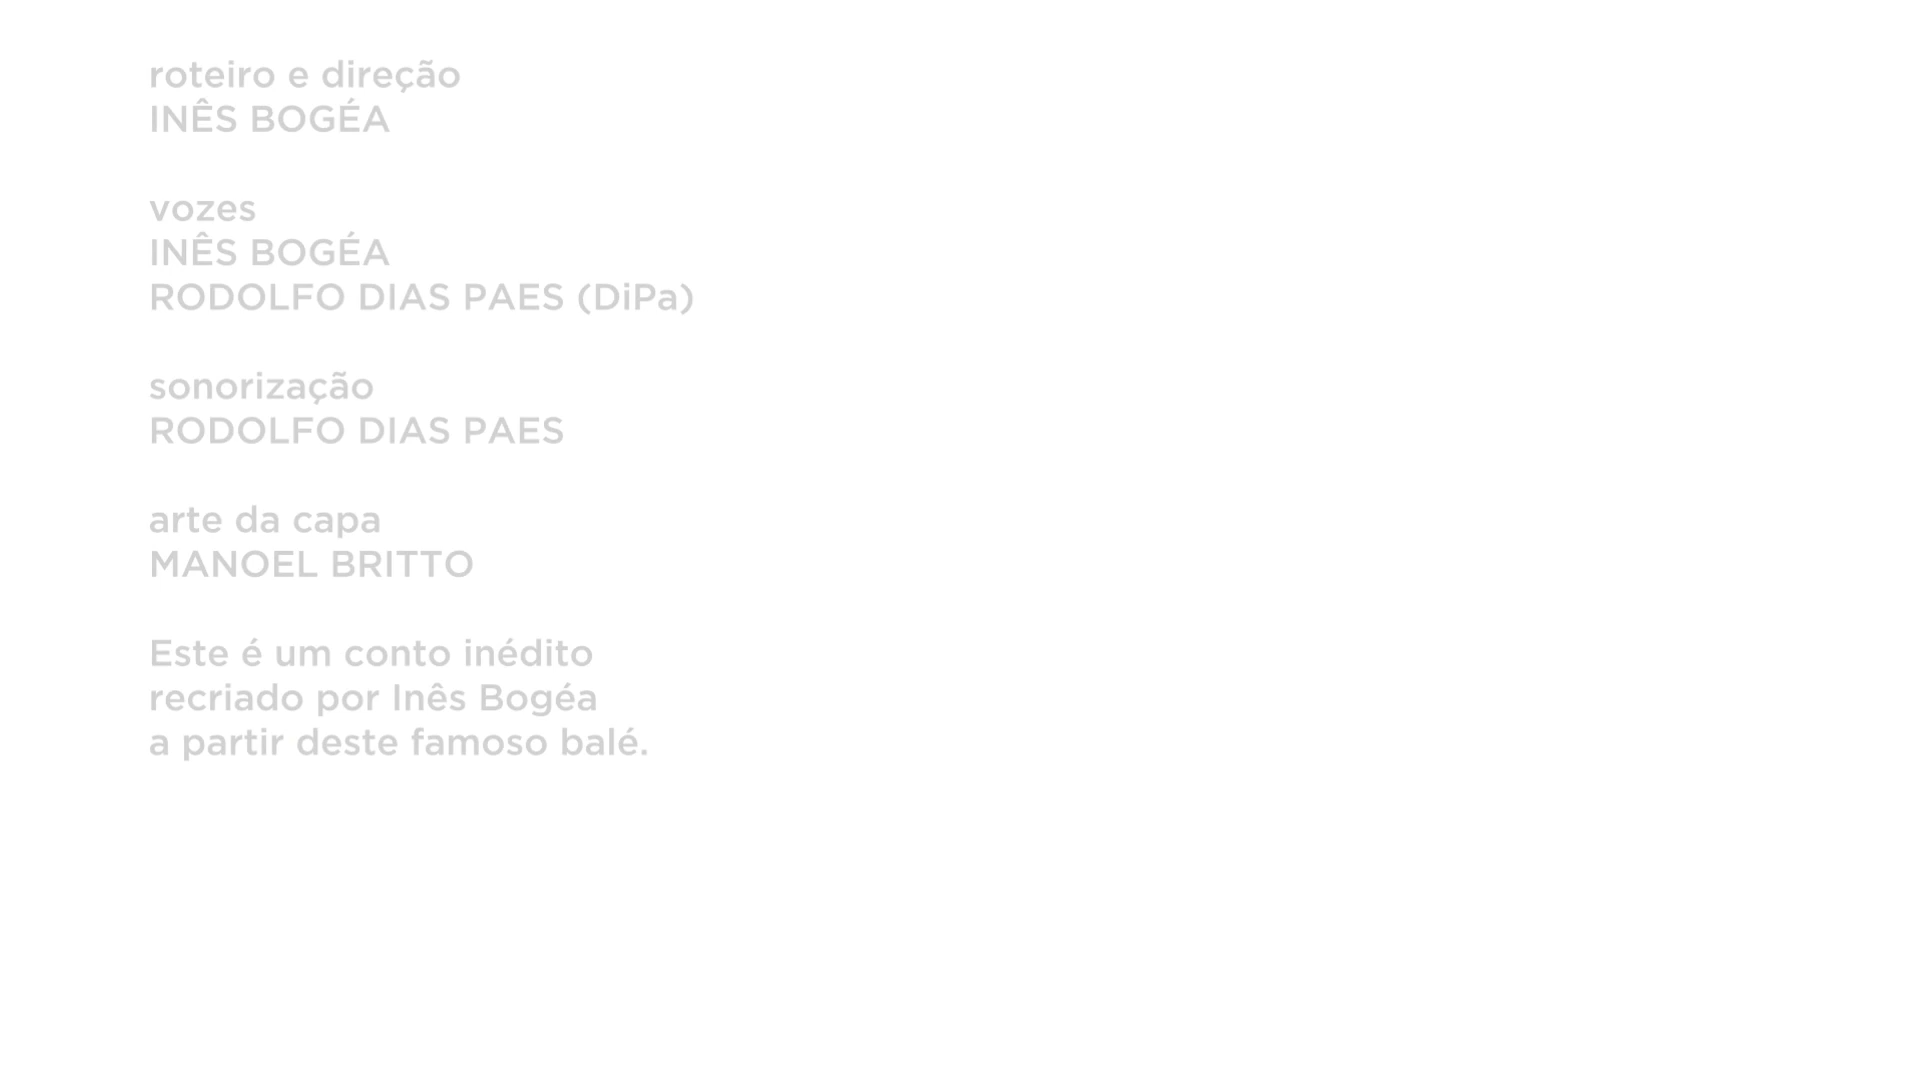 roteiro e direção
INÊS BOGÉA
vozes
INÊS BOGÉA
RODOLFO DIAS PAES (DiPa)
sonorização
RODOLFO DIAS PAES
arte da capa
MANOEL BRITTO
Este é um conto inédito
recriado por Inês Bogéa
a partir deste famoso balé.